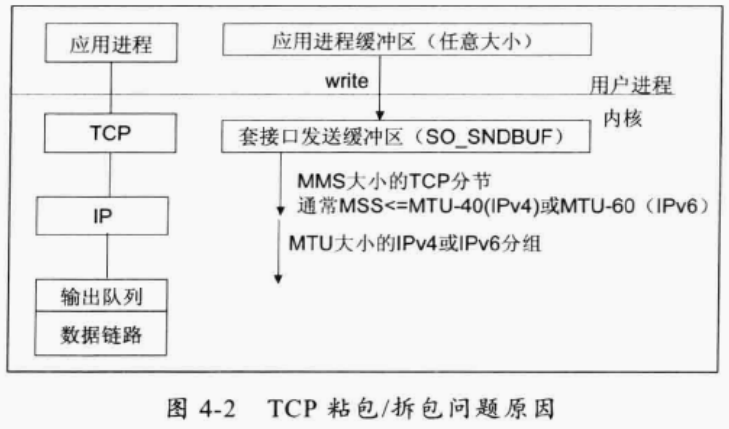 应用进程
应用进程缓冲区（任意大小）
write
用户进程
内核
TCP
套接口发送缓冲区（SO_SNDBUF）
MMS大小的TCP分节
通常MSS<=MTU-40(IPv4)或MTU-60（IPv6）
IP
MTU大小的IPv4或IPv6分组
输出队列
数据链路
图 4-2 TCP 粘包/拆包问题原因